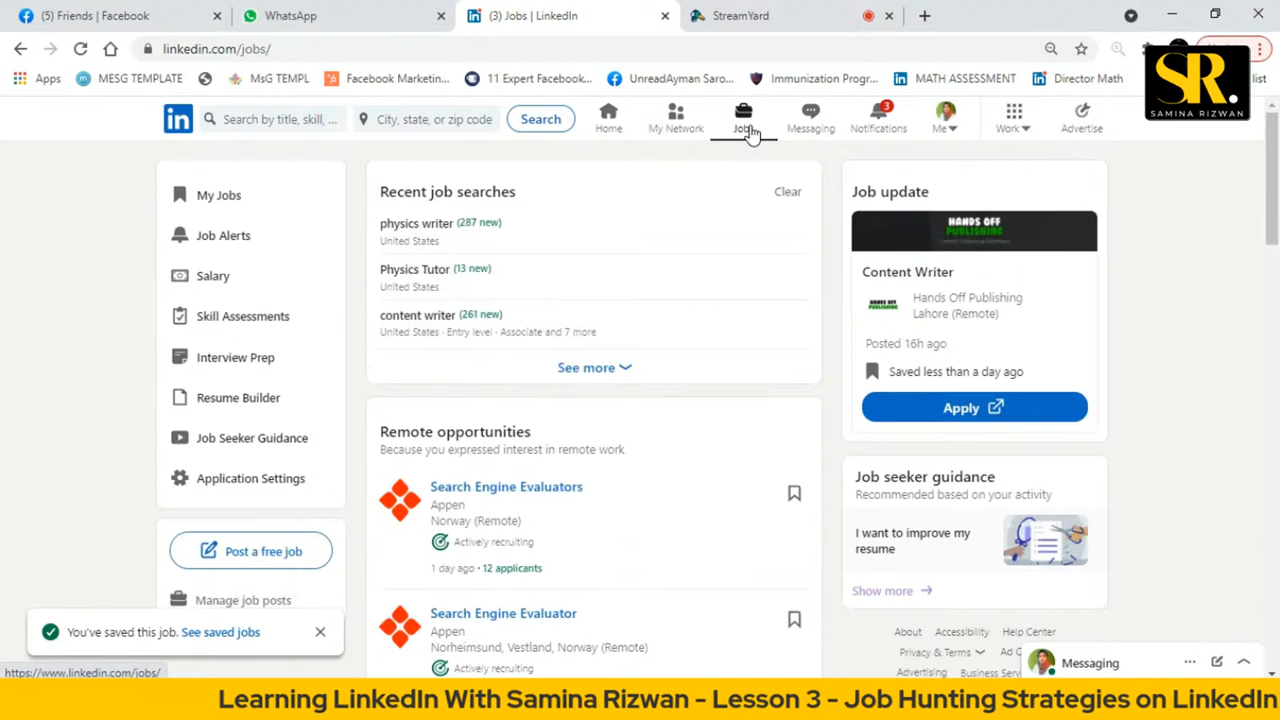 (5) Friends | Facebook
WhatsApp
(3) Jobs | LinkedIn
StreamYard
linkedin.com/jobs/
Apps
MESG TEMPLATE
MsG TEMPL
Facebook Marketin...
11 Expert Facebook...
UnreadAyman Saro...
Immunization Progr...
MATH ASSESSMENT
Director Math
list
SR.
SAMINA RIZWAN
in
Search by title, skill, ...
City, state, or zip code
Search
Home
My Network
Jobs
Messaging
3
Notifications
Me
Work
Advertise
My Jobs
Job Alerts
Salary
Skill Assessments
Interview Prep
Resume Builder
Job Seeker Guidance
Application Settings
Post a free job
Manage job posts
Recent job searches
Clear
physics writer (287 new)
United States
Physics Tutor (13 new)
United States
content writer (261 new)
United States · Entry level · Associate and 7 more
See more
Remote opportunities
Because you expressed interest in remote work
Search Engine Evaluators
Appen
Norway (Remote)
Actively recruiting
1 day ago · 12 applicants
Search Engine Evaluator
Appen
Norheimsund, Vestland, Norway (Remote)
Actively recruiting
Job update
HANDS OFF
PUBLISHING
Content Writer
HANDS OFF
PUBLISHING
Hands Off Publishing
Lahore (Remote)
Posted 16h ago
Saved less than a day ago
Apply
Job seeker guidance
Recommended based on your activity
I want to improve my
resume
Show more
About
Accessibility
Help Center
Privacy & Terms
Ad C
Advertising
Business Serv
Messaging
You've saved this job. See saved jobs
https://www.linkedin.com/jobs/
Learning LinkedIn With Samina Rizwan - Lesson 3 - Job Hunting Strategies on LinkedIn